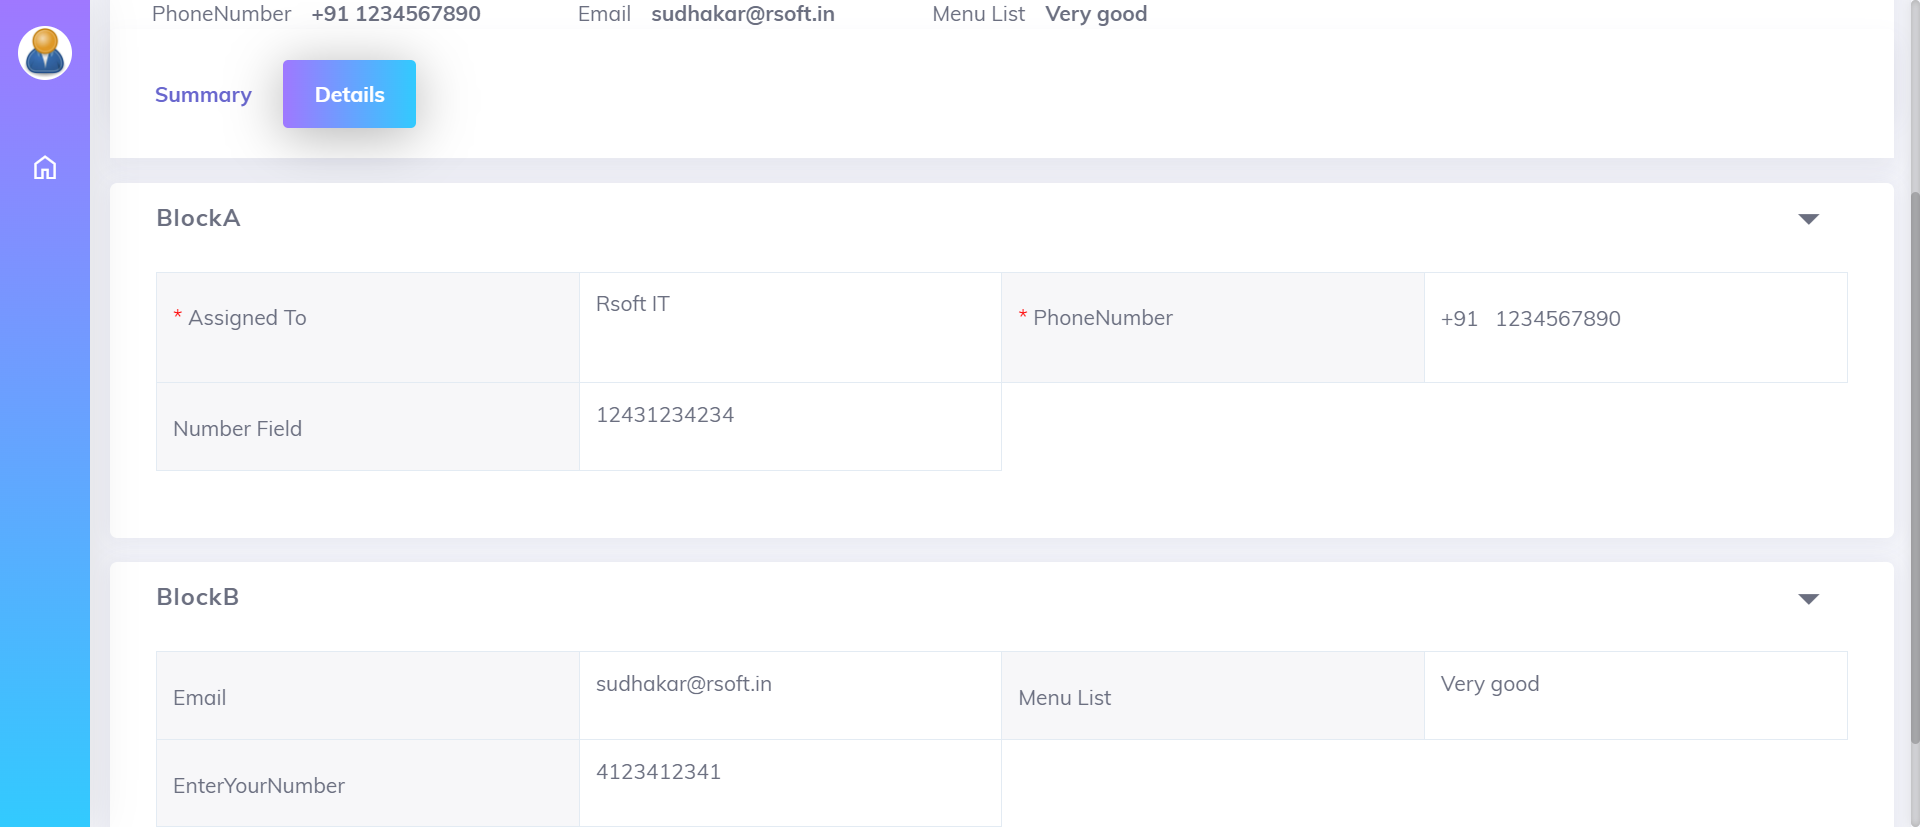 PhoneNumber +91 1234567890 Email sudhakar@rsoft.in Menu List Very good
Summary Details
BlockA
* Assigned To Rsoft IT * PhoneNumber +91 1234567890
Number Field 12431234234
BlockB
Email sudhakar@rsoft.in Menu List Very good
EnterYourNumber 4123412341